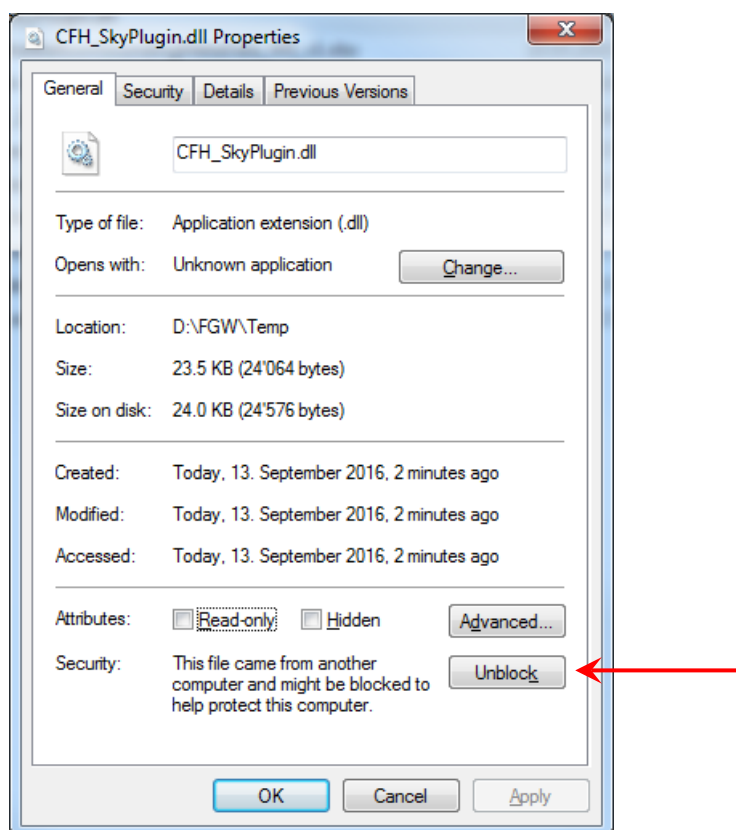 CFH_SkyPlugin.dll Properties
X
General Security Details Previous Versions
CFH_SkyPlugin.dll
Type of file: Application extension (.dll)
Opens with: Unknown application Change...
Location: D:\FGW\Temp
Size: 23.5 KB (24'064 bytes)
Size on disk: 24.0 KB (24'576 bytes)
Created: Today, 13. September 2016, 2 minutes ago
Modified: Today, 13. September 2016, 2 minutes ago
Accessed: Today, 13. September 2016, 2 minutes ago
Attributes: Read-only Hidden Advanced...
Security: This file came from another
computer and might be blocked to
help protect this computer.
Unblock
OK Cancel Apply